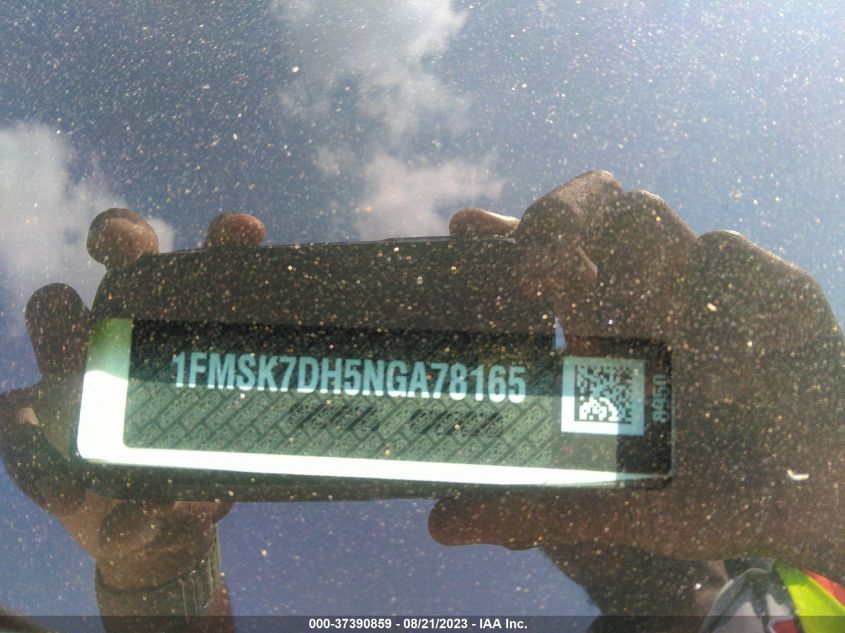 1FMSK7DH5NGA78165
000-37390859 - 08/21/2023 - IAA Inc.